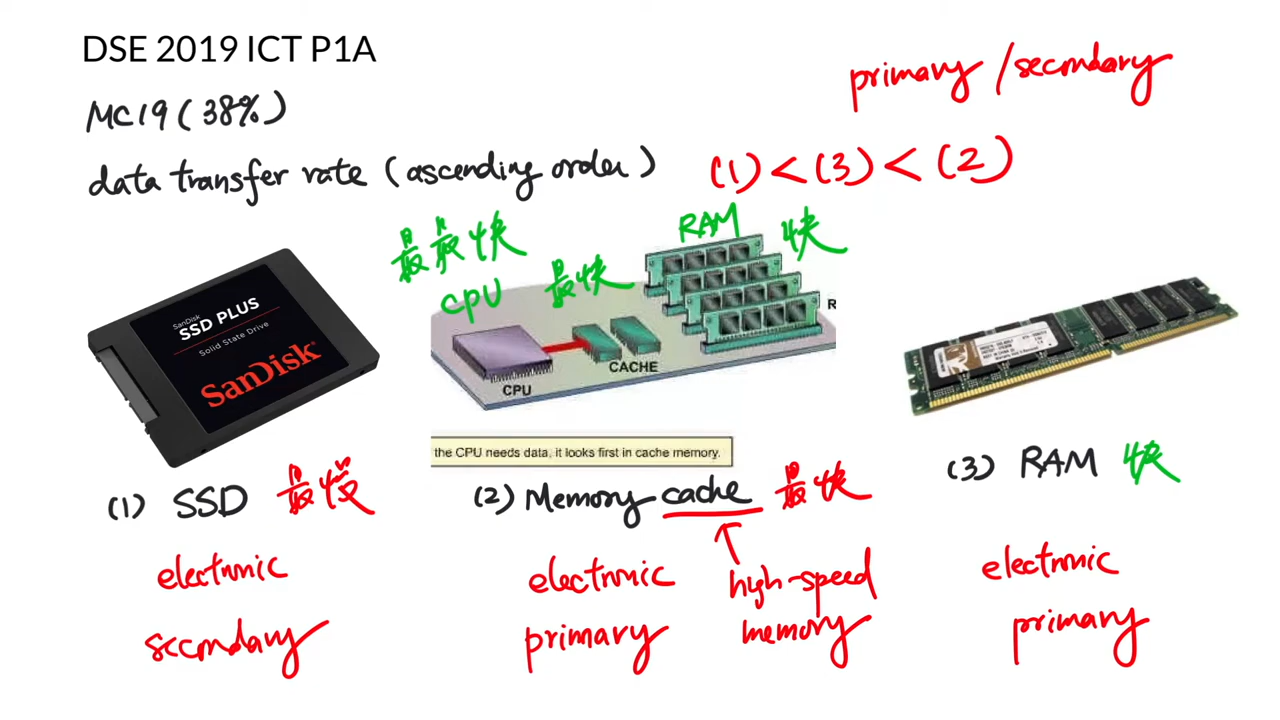 DSE 2019 ICT P1A
primary / secondary
MC19 (38%)
data transfer rate (ascending order)
(1) < (3) < (2)
最最快
CPU
最快
RAM
快
SanDisk
SSD PLUS
Solid State Drive
SanDisk
CPU
CACHE
R
the CPU needs data, it looks first in cache memory.
(1) SSD 最慢
(2) Memory cache 最快
(3) RAM 快
electronic
secondary
electronic
primary
high-speed
memory
electronic
primary